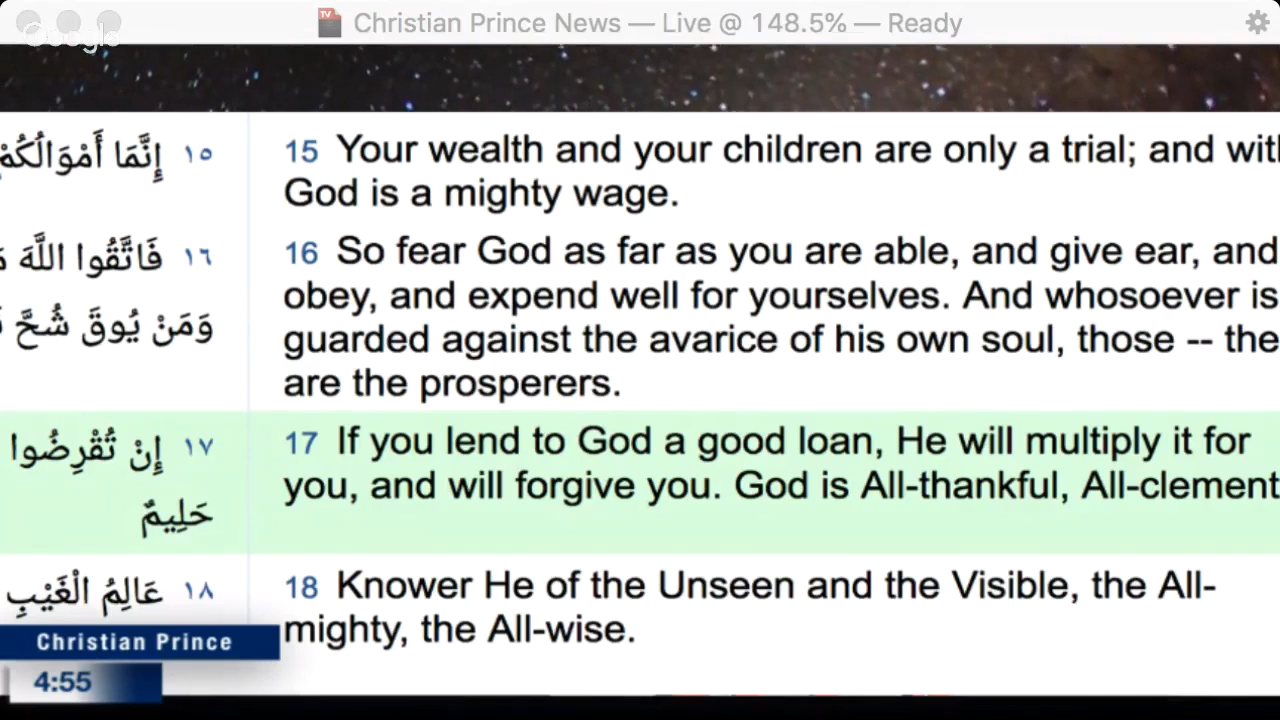 Google
Christian Prince News — Live @ 148.5% — Ready
١٥ إِنَّمَا أَمْوَالُكُمْ
15 Your wealth and your children are only a trial; and with
God is a mighty wage.
١٦ فَاتَّقُوا اللَّهَ
وَمَنْ يُوقَ شُحَّ
16 So fear God as far as you are able, and give ear, and
obey, and expend well for yourselves. And whosoever is
guarded against the avarice of his own soul, those -- the
are the prosperers.
١٧ إِنْ تُقْرِضُوا
حَلِيمٌ
17 If you lend to God a good loan, He will multiply it for
you, and will forgive you. God is All-thankful, All-clement
١٨ عَالِمُ الْغَيْبِ
18 Knower He of the Unseen and the Visible, the All-
mighty, the All-wise.
Christian Prince
4:55